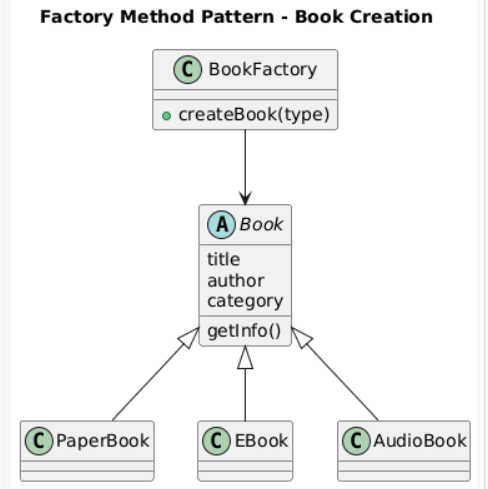 Factory Method Pattern - Book Creation
C BookFactory
createBook(type)
A Book
title
author
category
getInfo()
C PaperBook
C EBook
C AudioBook